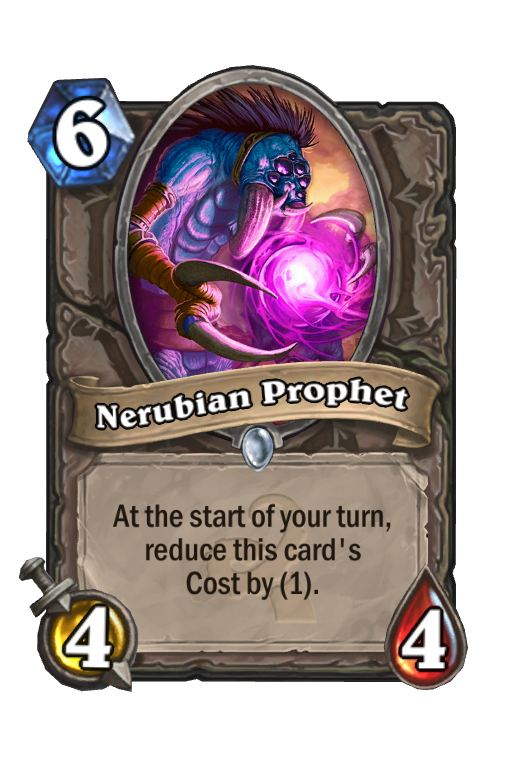 6
Nerubian Prophet
At the start of your turn,
reduce this card's
Cost by (1).
4
4